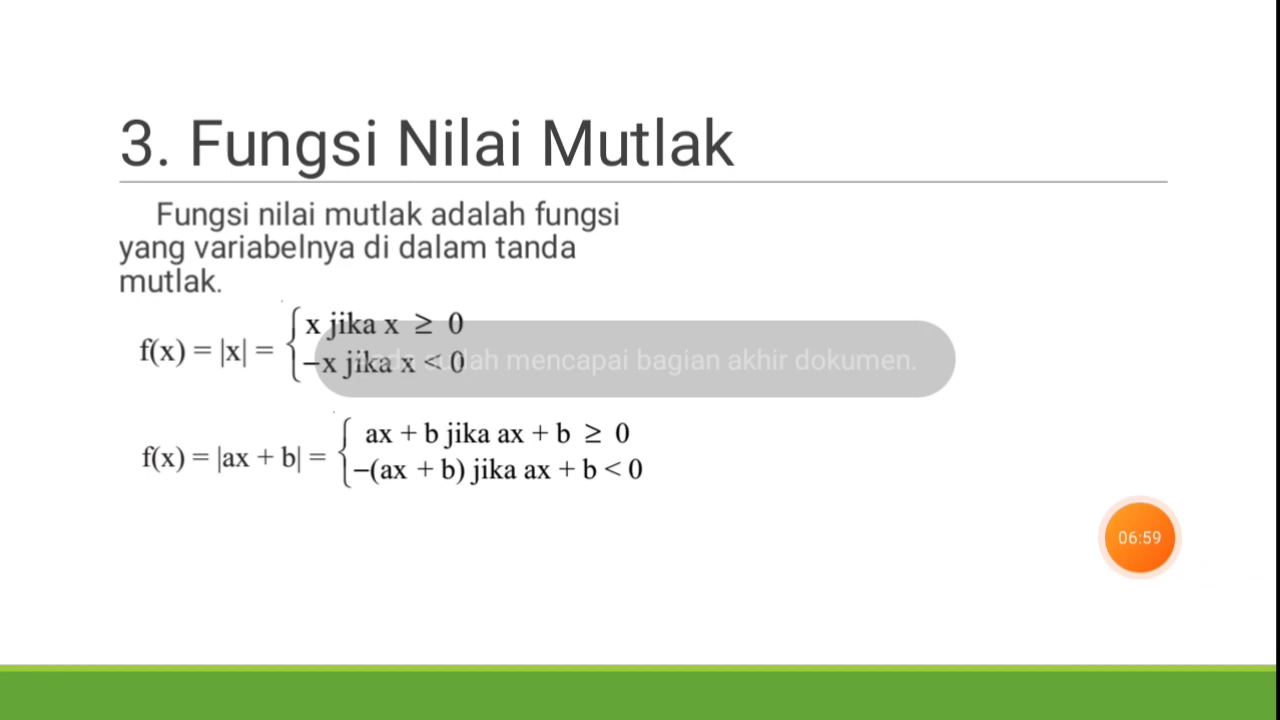 3. Fungsi Nilai Mutlak
Fungsi nilai mutlak adalah fungsi
yang variabelnya di dalam tanda
mutlak.
f(x) = |x| = { x jika x ≥ 0
−x jika x < 0
sudah mencapai bagian akhir dokumen.
f(x) = |ax + b| = { ax + b jika ax + b ≥ 0
−(ax + b) jika ax + b < 0
06:59